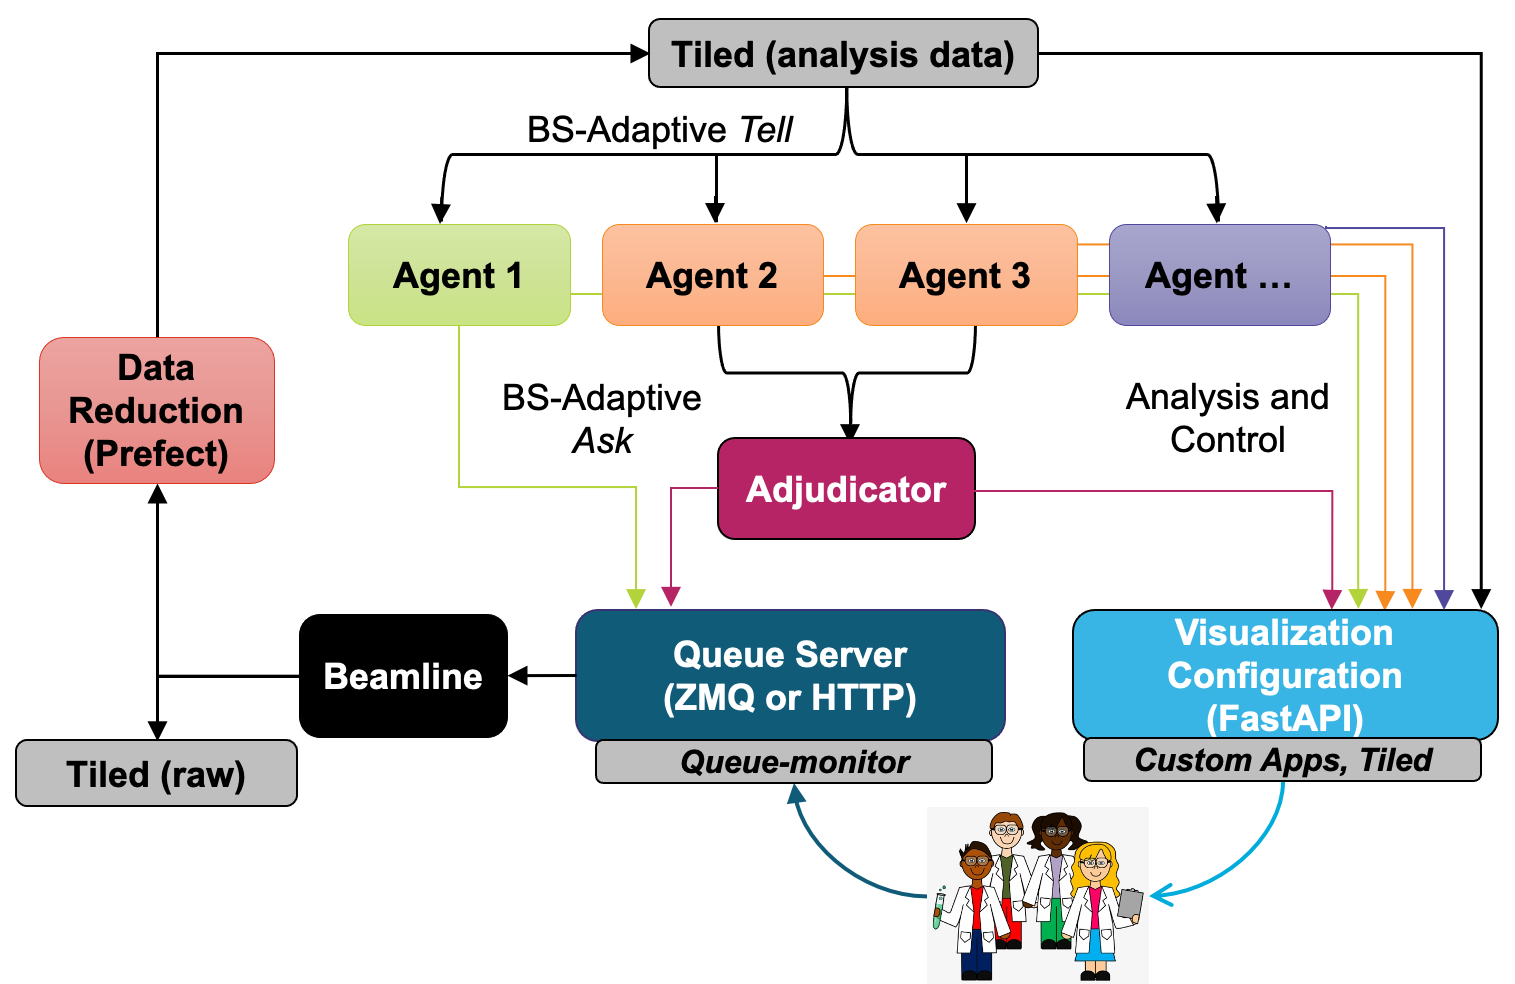 Tiled (analysis data)
BS-Adaptive Tell
Agent 1
Agent 2
Agent 3
Agent …
Data
Reduction
(Prefect)
BS-Adaptive
Ask
Analysis and
Control
Adjudicator
Beamline
Queue Server
(ZMQ or HTTP)
Queue-monitor
Visualization
Configuration
(FastAPI)
Custom Apps, Tiled
Tiled (raw)